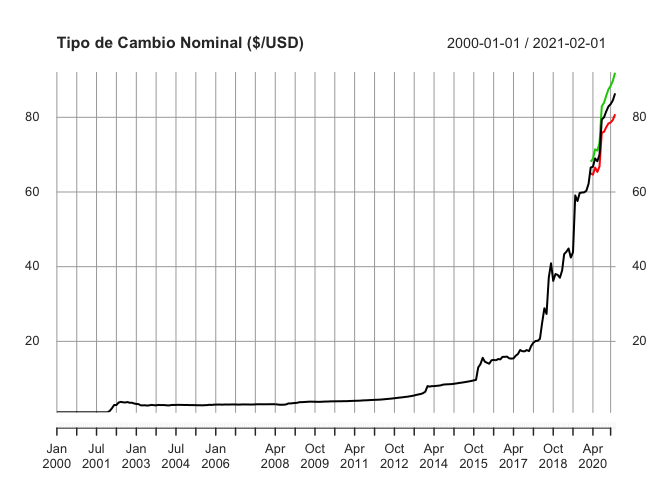 Tipo de Cambio Nominal ($/USD) 2000-01-01 / 2021-02-01
80 80
60 60
40 40
20 20
Jan Jul Jan Jul Jan Apr Oct Apr Oct Apr Oct Apr Oct Apr
2000 2001 2003 2004 2006 2008 2009 2011 2012 2014 2015 2017 2018 2020